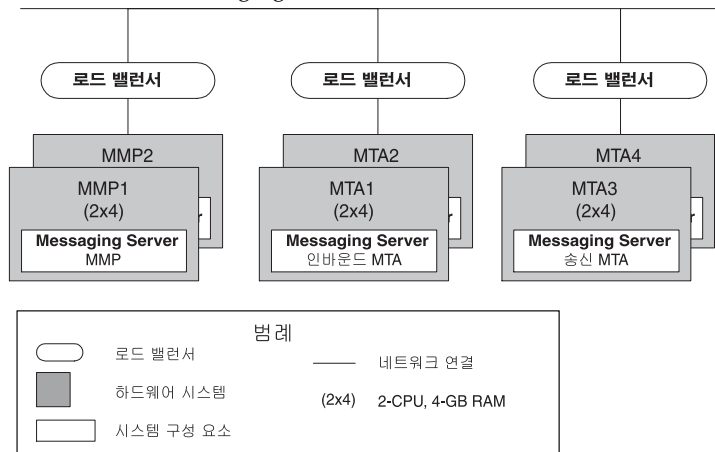 로드 밸런서
로드 밸런서
로드 밸런서
MMP2
MTA2
MTA4
MMP1
(2x4)
MTA1
(2x4)
MTA3
(2x4)
Messaging Server
MMP
Messaging Server
인바운드 MTA
Messaging Server
송신 MTA
범례
로드 밸런서
네트워크 연결
하드웨어 시스템
(2x4) 2-CPU, 4-GB RAM
시스템 구성 요소